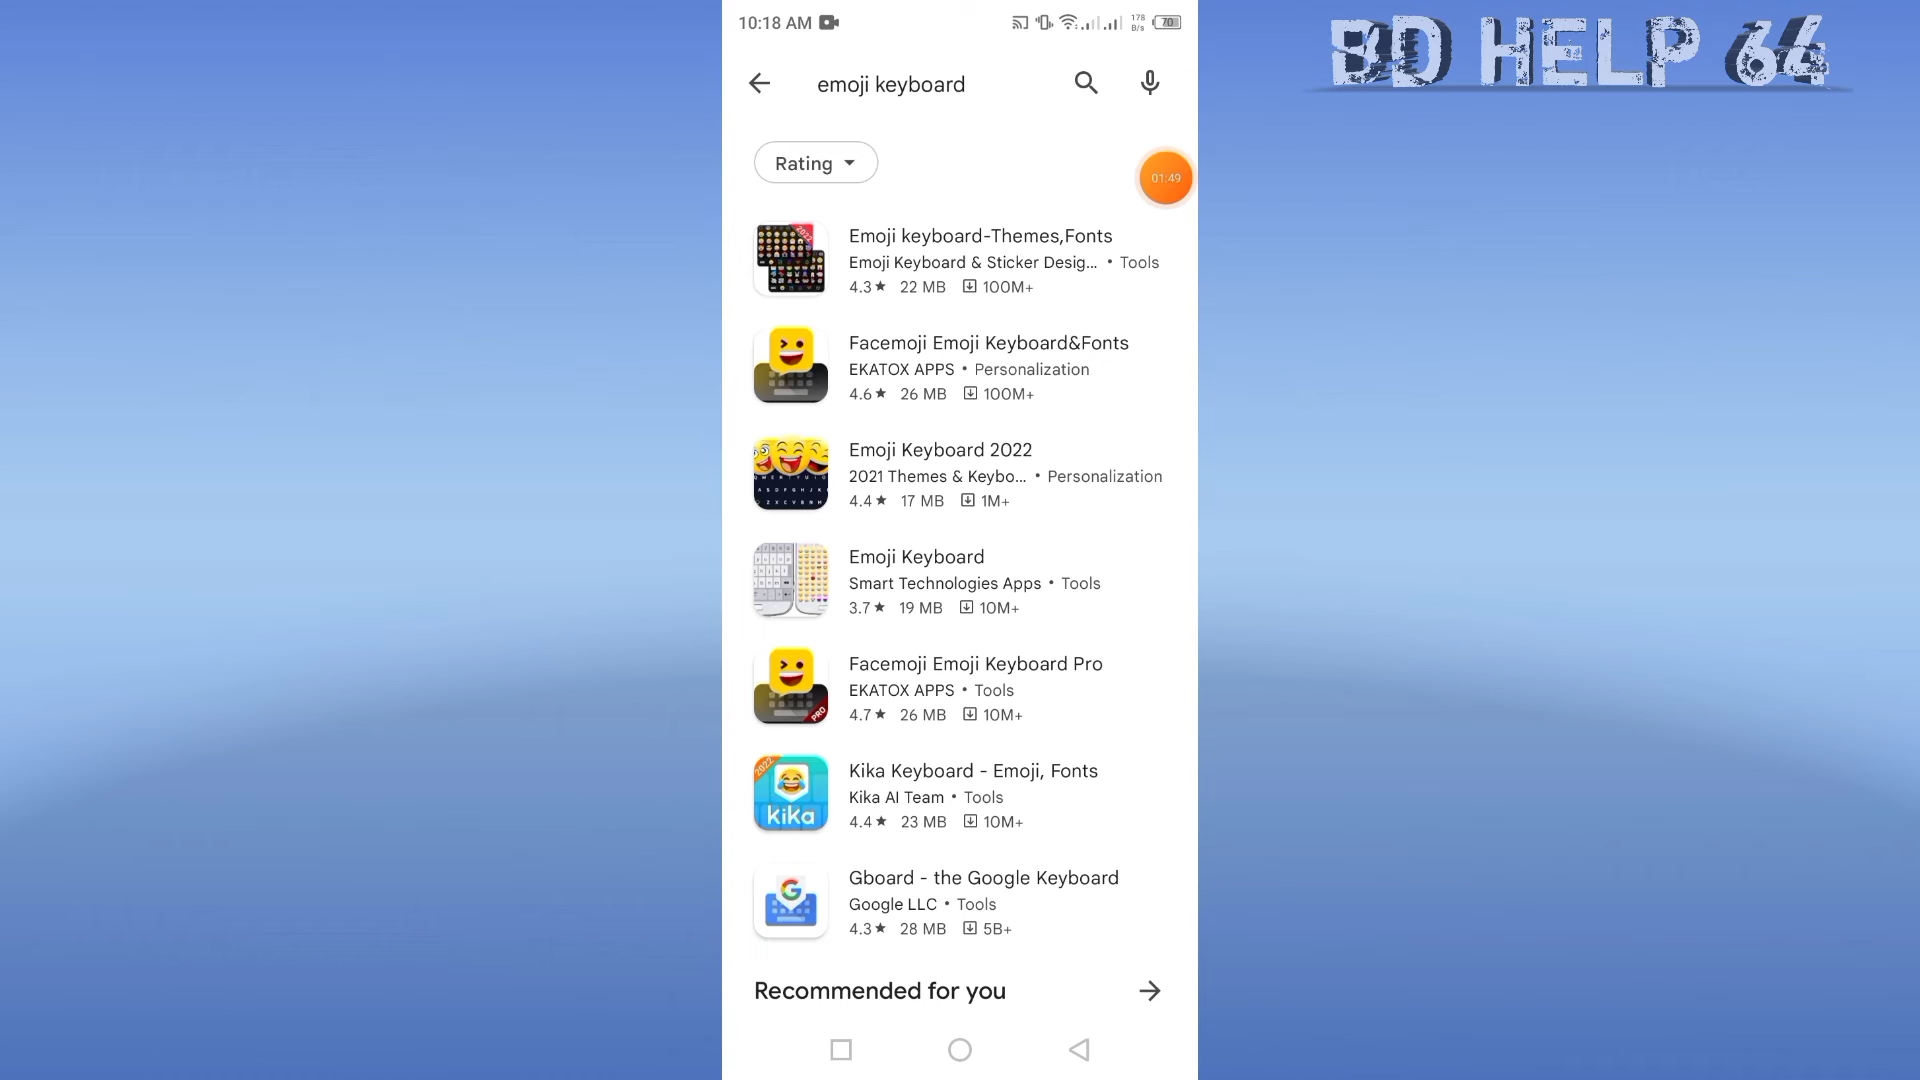 10:18 AM
178
B/s
70
BD HELP 64
emoji keyboard
Rating
01:49
2022
Emoji keyboard-Themes,Fonts
Emoji Keyboard & Sticker Desig... • Tools
4.3★ 22 MB 100M+
Facemoji Emoji Keyboard&Fonts
EKATOX APPS • Personalization
4.6★ 26 MB 100M+
Emoji Keyboard 2022
2021 Themes & Keybo... • Personalization
4.4★ 17 MB 1M+
Emoji Keyboard
Smart Technologies Apps • Tools
3.7★ 19 MB 10M+
Facemoji Emoji Keyboard Pro
EKATOX APPS • Tools
4.7★ 26 MB 10M+
PRO
2022
kika
Kika Keyboard - Emoji, Fonts
Kika AI Team • Tools
4.4★ 23 MB 10M+
G
Gboard - the Google Keyboard
Google LLC • Tools
4.3★ 28 MB 5B+
Recommended for you